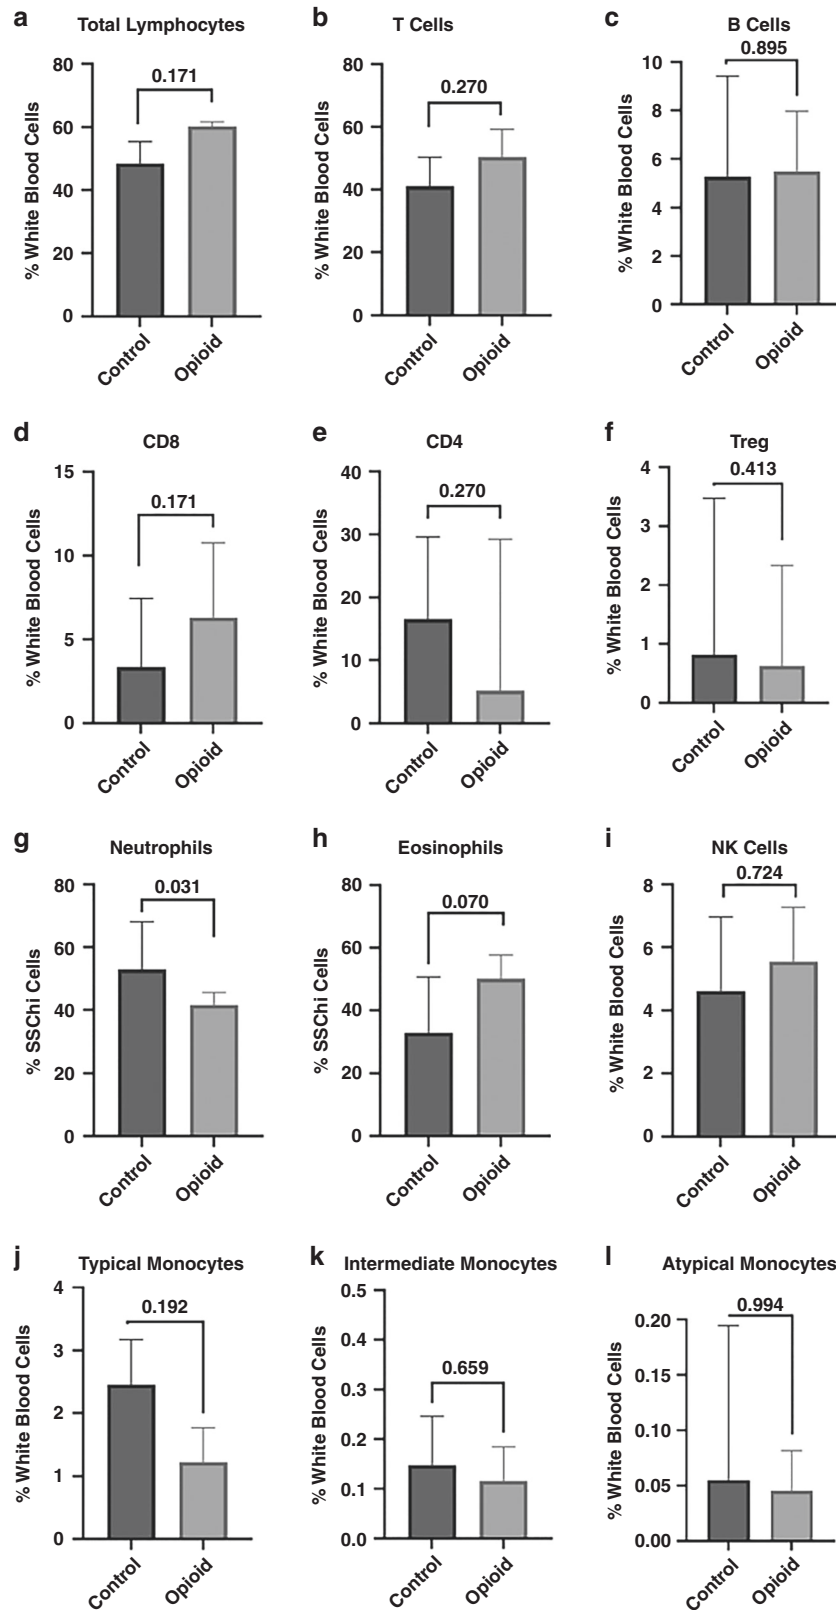 a Total Lymphocytes
% White Blood Cells
80
60
40
20
0
0.171
Control
Opioid
b T Cells
% White Blood Cells
80
60
40
20
0
0.270
Control
Opioid
c B Cells
% White Blood Cells
10
8
6
4
2
0
0.895
Control
Opioid
d CD8
% White Blood Cells
15
10
5
0
0.171
Control
Opioid
e CD4
% White Blood Cells
40
30
20
10
0
0.270
Control
Opioid
f Treg
% White Blood Cells
4
3
2
1
0
0.413
Control
Opioid
g Neutrophils
% SSChi Cells
80
60
40
20
0
0.031
Control
Opioid
h Eosinophils
% SSChi Cells
80
60
40
20
0
0.070
Control
Opioid
i NK Cells
% White Blood Cells
8
6
4
2
0
0.724
Control
Opioid
j Typical Monocytes
% White Blood Cells
4
3
2
1
0
0.192
Control
Opioid
k Intermediate Monocytes
% White Blood Cells
0.5
0.4
0.3
0.2
0.1
0.0
0.659
Control
Opioid
l Atypical Monocytes
% White Blood Cells
0.20
0.15
0.10
0.05
0.00
0.994
Control
Opioid